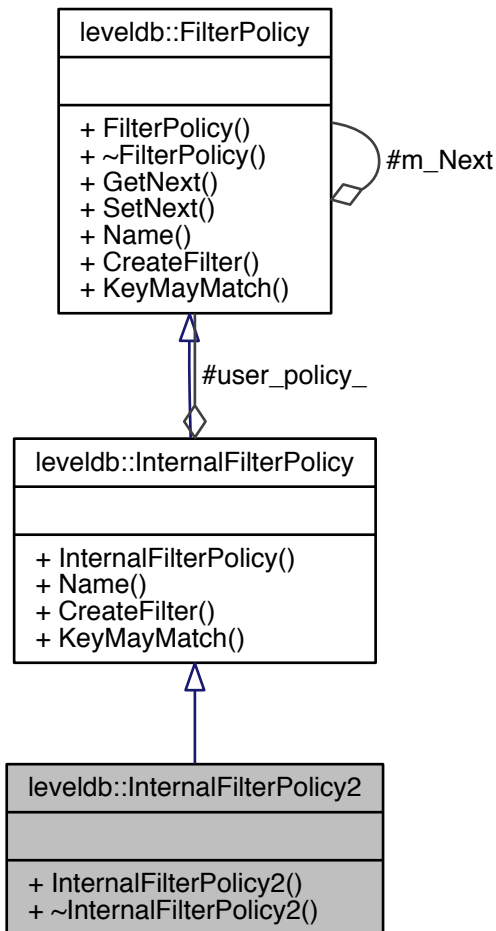 leveldb::FilterPolicy
+ FilterPolicy()
+ ~FilterPolicy()
+ GetNext()
+ SetNext()
+ Name()
+ CreateFilter()
+ KeyMayMatch()
#m_Next
#user_policy_
leveldb::InternalFilterPolicy
+ InternalFilterPolicy()
+ Name()
+ CreateFilter()
+ KeyMayMatch()
leveldb::InternalFilterPolicy2
+ InternalFilterPolicy2()
+ ~InternalFilterPolicy2()